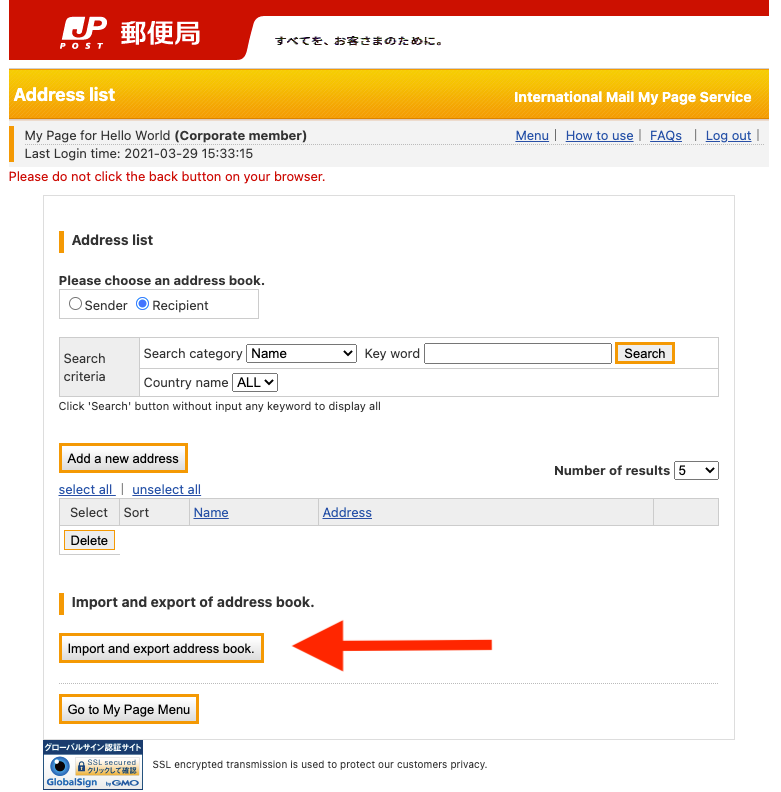 JP
POST 郵便局
すべてを、お客さまのために。
Address list
International Mail My Page Service
My Page for Hello World (Corporate member)
Menu | How to use | FAQs | Log out |
Last Login time: 2021-03-29 15:33:15
Please do not click the back button on your browser.
Address list
Please choose an address book.
Sender Recipient
Search criteria
Search category Name Key word Search
Country name ALL
Click 'Search' button without input any keyword to display all
Add a new address
Number of results 5
select all | unselect all
Select Sort Name Address
Delete
Import and export of address book.
Import and export address book.
Go to My Page Menu
グローバルサイン認証サイト
SSL secured
クリックして確認
GlobalSign by GMO
SSL encrypted transmission is used to protect our customers privacy.